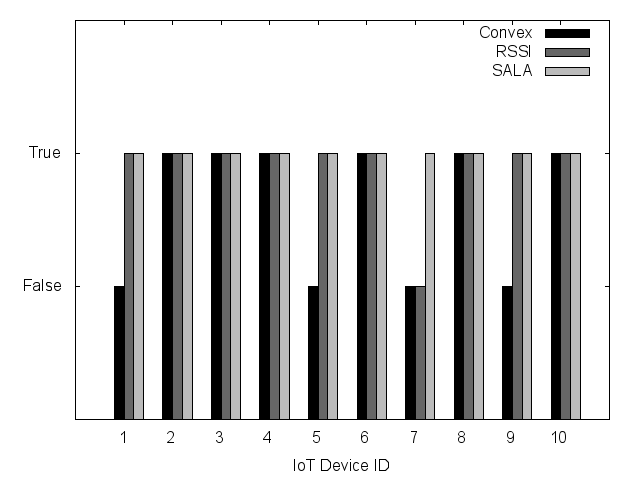 Convex
RSSI
SALA
True
False
1 2 3 4 5 6 7 8 9 10
IoT Device ID